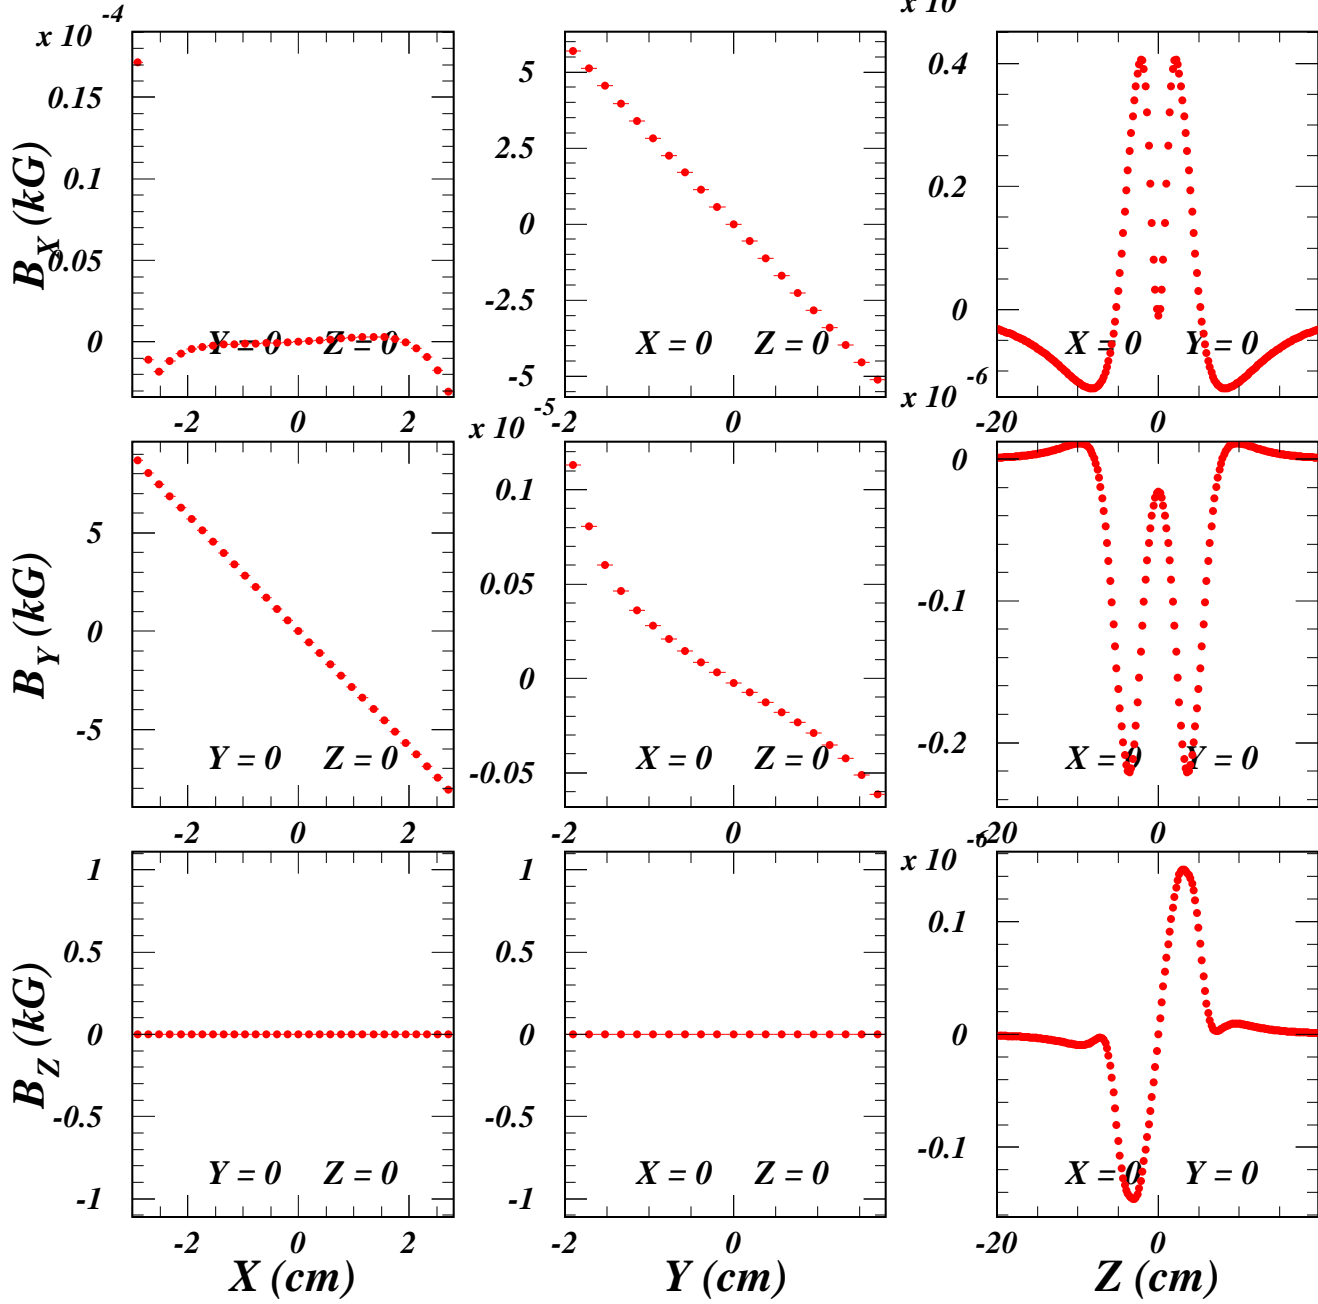 x 10 -4
B X (kG)
0.15
0.1
0.05
0
Y = 0 Z = 0
-2 0 2
5
2.5
0
-2.5
-5
X = 0 Z = 0
-2 0
x 10
0.4
0.2
0
X = 0 Y = 0
-20 0
B Y (kG)
5
0
-5
Y = 0 Z = 0
-2 0 2
x 10 -5
0.1
0.05
0
-0.05
X = 0 Z = 0
-2 0
x 10 -6
0
-0.1
-0.2
X = 0 Y = 0
-20 0
B Z (kG)
1
0.5
0
-0.5
-1
Y = 0 Z = 0
-2 0 2
X (cm)
1
0.5
0
-0.5
-1
X = 0 Z = 0
-2 0
Y (cm)
x 10 -6
0.1
0
-0.1
X = 0 Y = 0
-20 0
Z (cm)